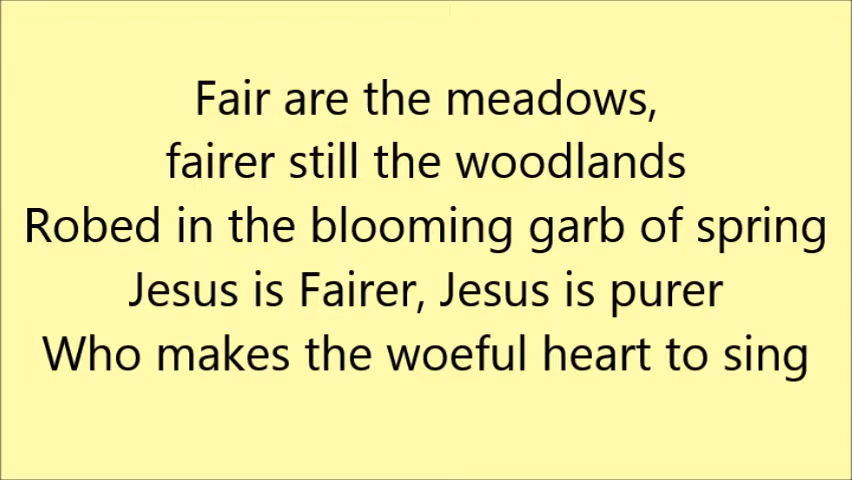 Fair are the meadows,
fairer still the woodlands
Robed in the blooming garb of spring
Jesus is Fairer, Jesus is purer
Who makes the woeful heart to sing